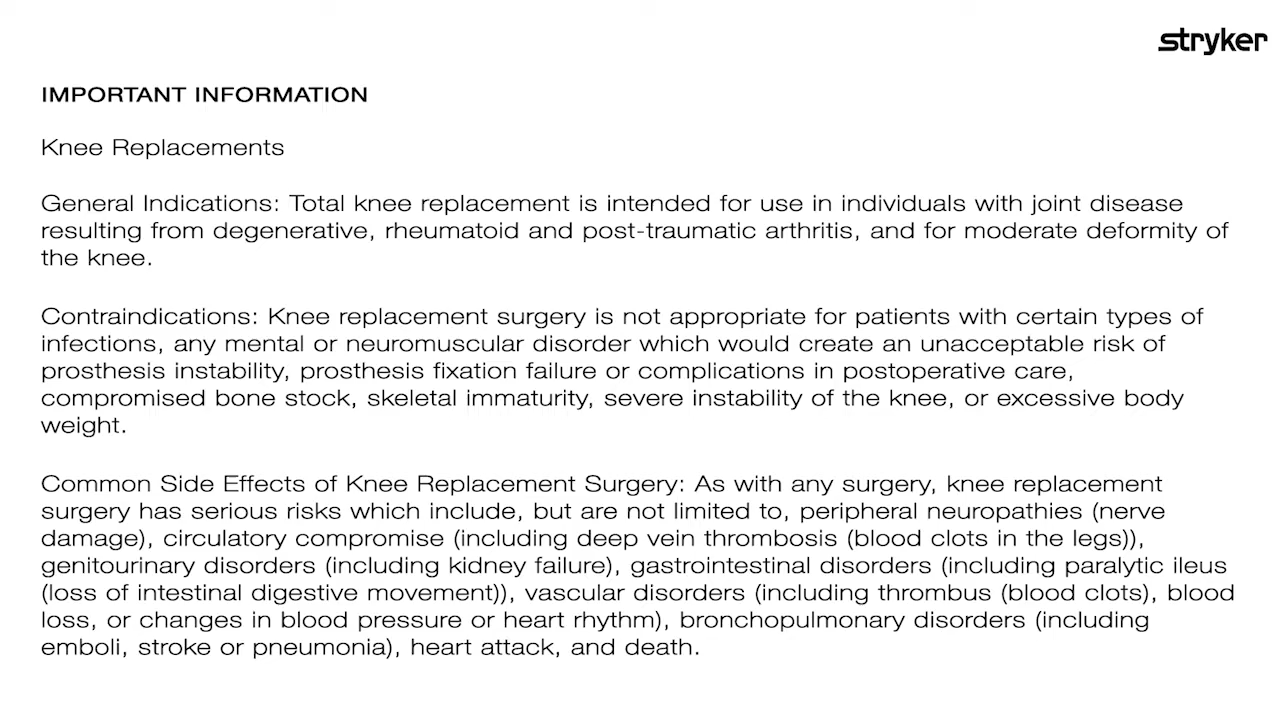 stryker
IMPORTANT INFORMATION
Knee Replacements
General Indications: Total knee replacement is intended for use in individuals with joint disease
resulting from degenerative, rheumatoid and post-traumatic arthritis, and for moderate deformity of
the knee.
Contraindications: Knee replacement surgery is not appropriate for patients with certain types of
infections, any mental or neuromuscular disorder which would create an unacceptable risk of
prosthesis instability, prosthesis fixation failure or complications in postoperative care,
compromised bone stock, skeletal immaturity, severe instability of the knee, or excessive body
weight.
Common Side Effects of Knee Replacement Surgery: As with any surgery, knee replacement
surgery has serious risks which include, but are not limited to, peripheral neuropathies (nerve
damage), circulatory compromise (including deep vein thrombosis (blood clots in the legs)),
genitourinary disorders (including kidney failure), gastrointestinal disorders (including paralytic ileus
(loss of intestinal digestive movement)), vascular disorders (including thrombus (blood clots), blood
loss, or changes in blood pressure or heart rhythm), bronchopulmonary disorders (including
emboli, stroke or pneumonia), heart attack, and death.